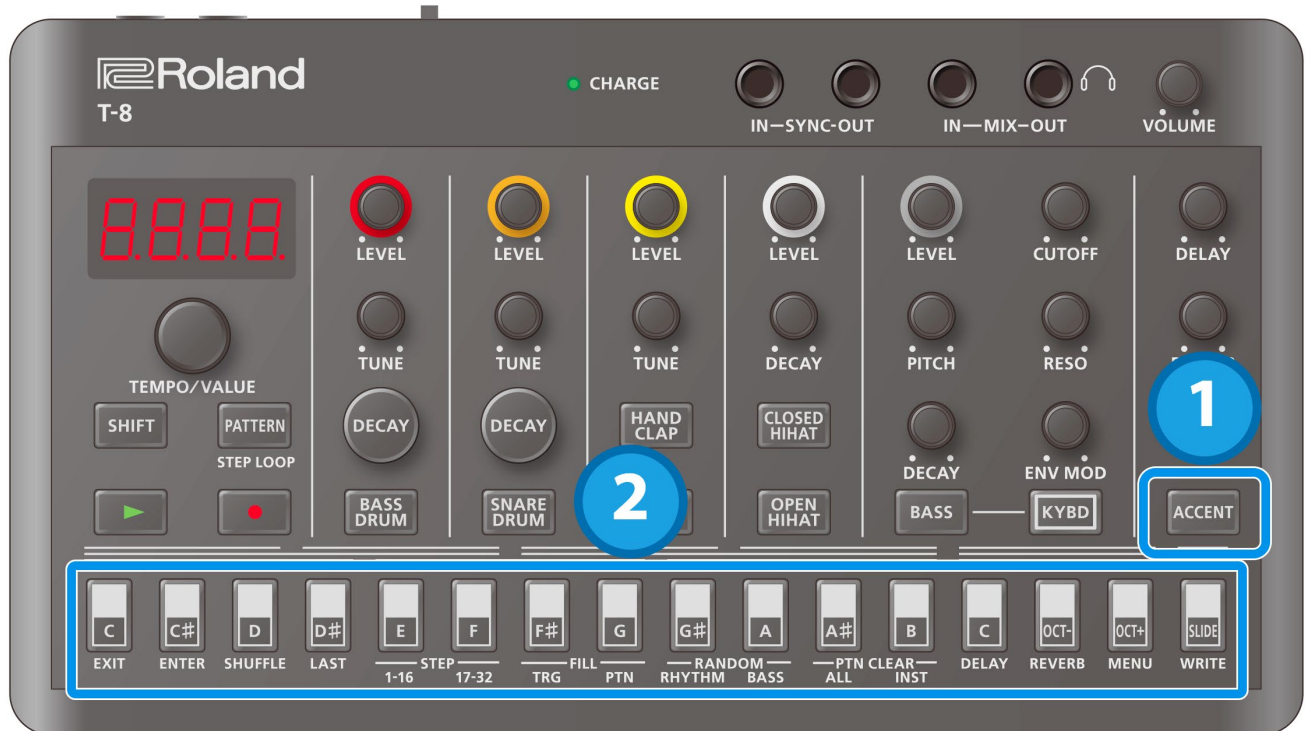 Roland
T-8
CHARGE
IN-SYNC-OUT
IN-MIX-OUT
VOLUME
8.8.8.8.
LEVEL LEVEL LEVEL LEVEL LEVEL CUTOFF DELAY
TUNE TUNE TUNE DECAY PITCH RESO
TEMPO/VALUE
1
SHIFT PATTERN DECAY DECAY HAND CLAP CLOSED HIHAT
STEP LOOP
DECAY ENV MOD
2
BASS DRUM SNARE DRUM OPEN HIHAT BASS KYBD ACCENT
C C# D D# E F F# G G# A A# B C OCT- OCT+ SLIDE
EXIT ENTER SHUFFLE LAST STEP FILL RANDOM PTN CLEAR DELAY REVERB MENU WRITE
1-16 17-32 TRG PTN RHYTHM BASS ALL INST